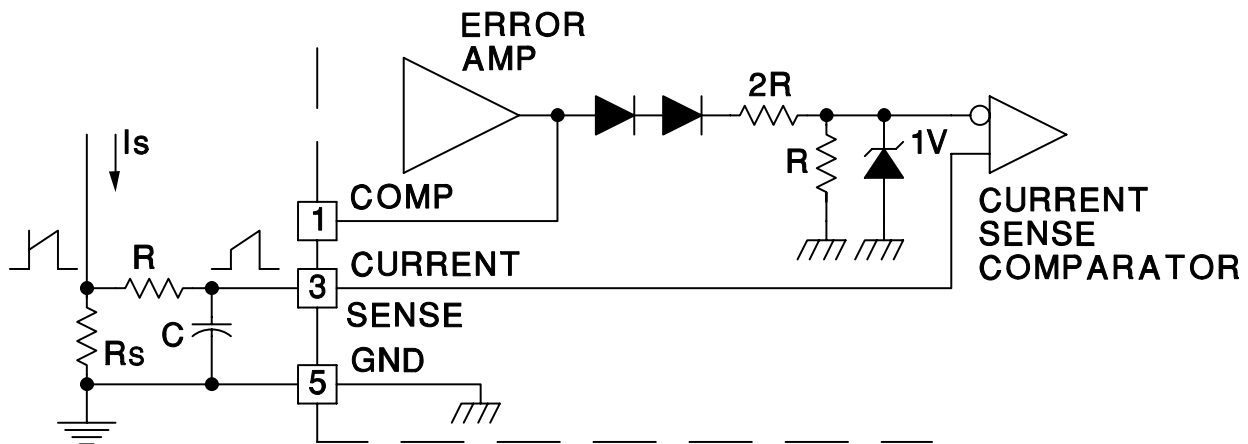 ERROR
AMP
2R
Is
R
1V
COMP
1
CURRENT
SENSE
COMPARATOR
R
CURRENT
3
SENSE
C
Rs
GND
5